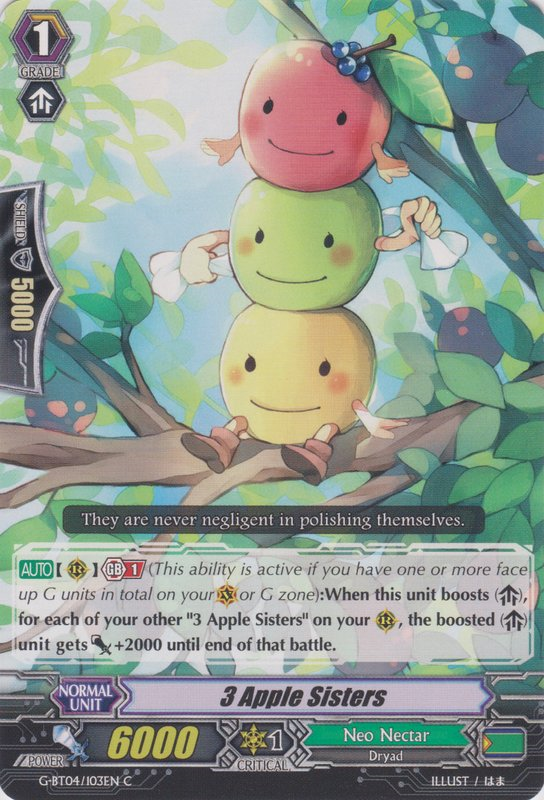 1
GRADE
SHIELD
5000
They are never negligent in polishing themselves.
AUTO【 R 】 GB 1 (This ability is active if you have one or more face
up G units in total on your V or G zone):When this unit boosts ( ),
for each of your other "3 Apple Sisters" on your R , the boosted ( )
unit gets +2000 until end of that battle.
NORMAL
UNIT
3 Apple Sisters
POWER
6000
1
CRITICAL
Neo Nectar
Dryad
G-BT04/103EN C
ILLUST / はま